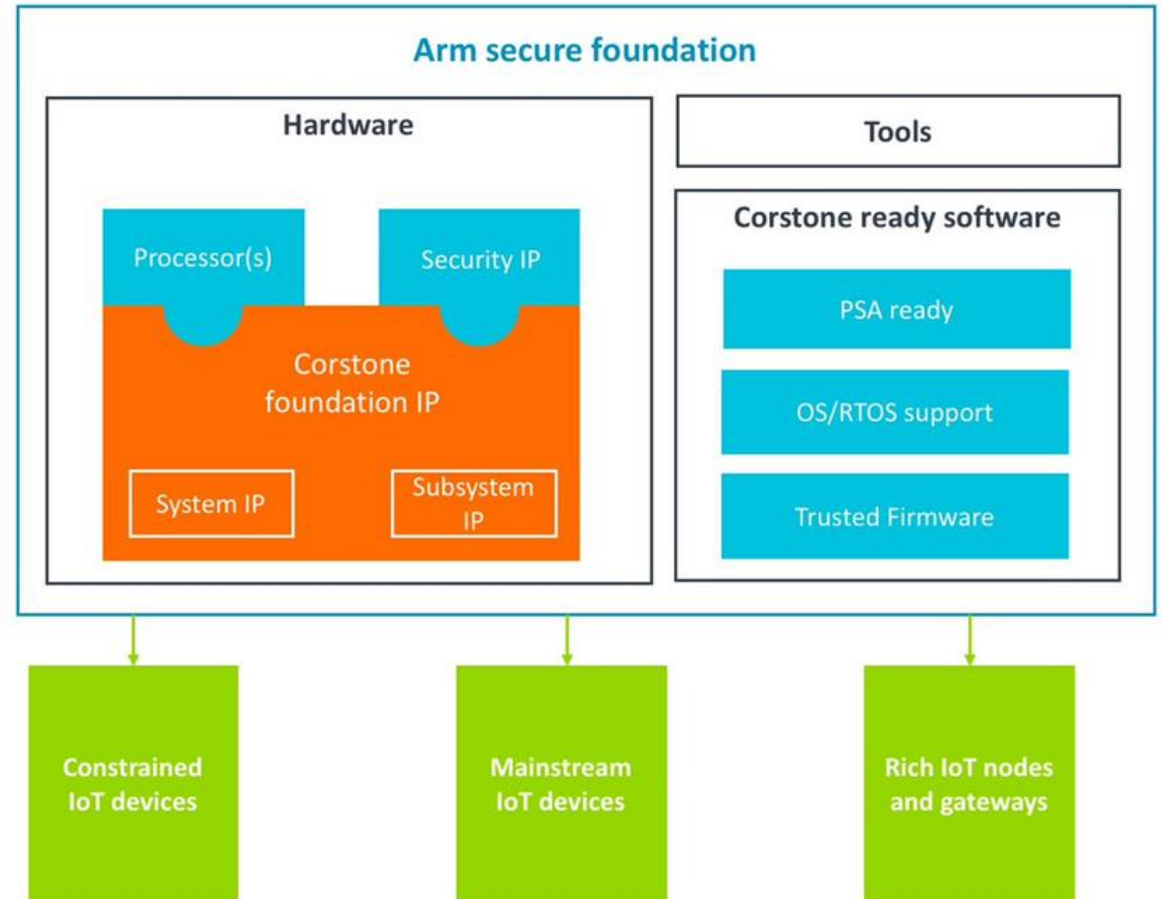 Arm secure foundation
Hardware
Processor(s)
Security IP
Corstone
foundation IP
System IP
Subsystem
IP
Tools
Corstone ready software
PSA ready
OS/RTOS support
Trusted Firmware
Constrained
IoT devices
Mainstream
IoT devices
Rich IoT nodes
and gateways